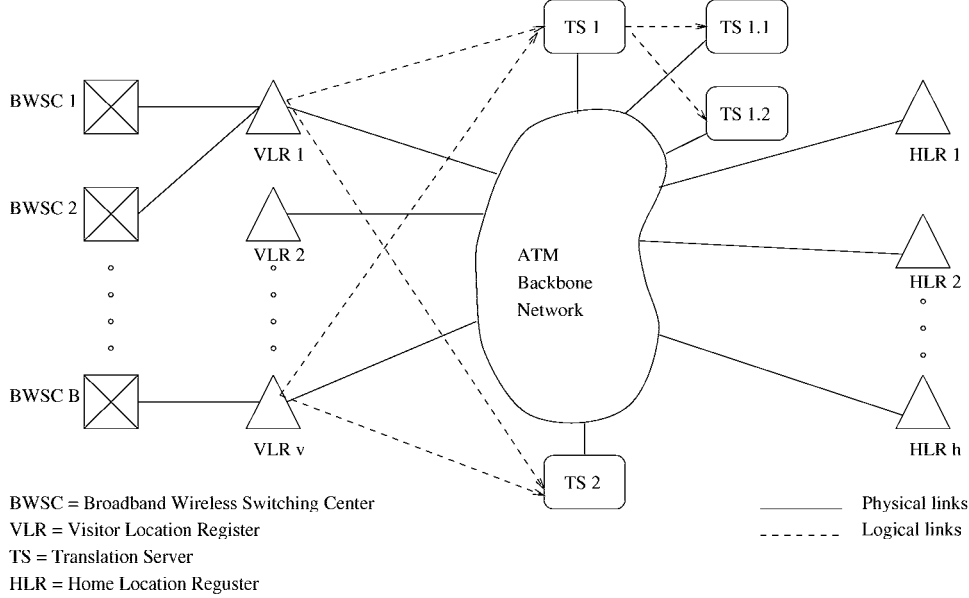 TS 1
TS 1.1
BWSC 1
TS 1.2
VLR 1
HLR 1
BWSC 2
VLR 2
ATM
Backbone
Network
HLR 2
BWSC B
VLR v
HLR h
TS 2
BWSC = Broadband Wireless Switching Center
VLR = Visitor Location Register
TS = Translation Server
HLR = Home Location Reguster
Physical links
Logical links